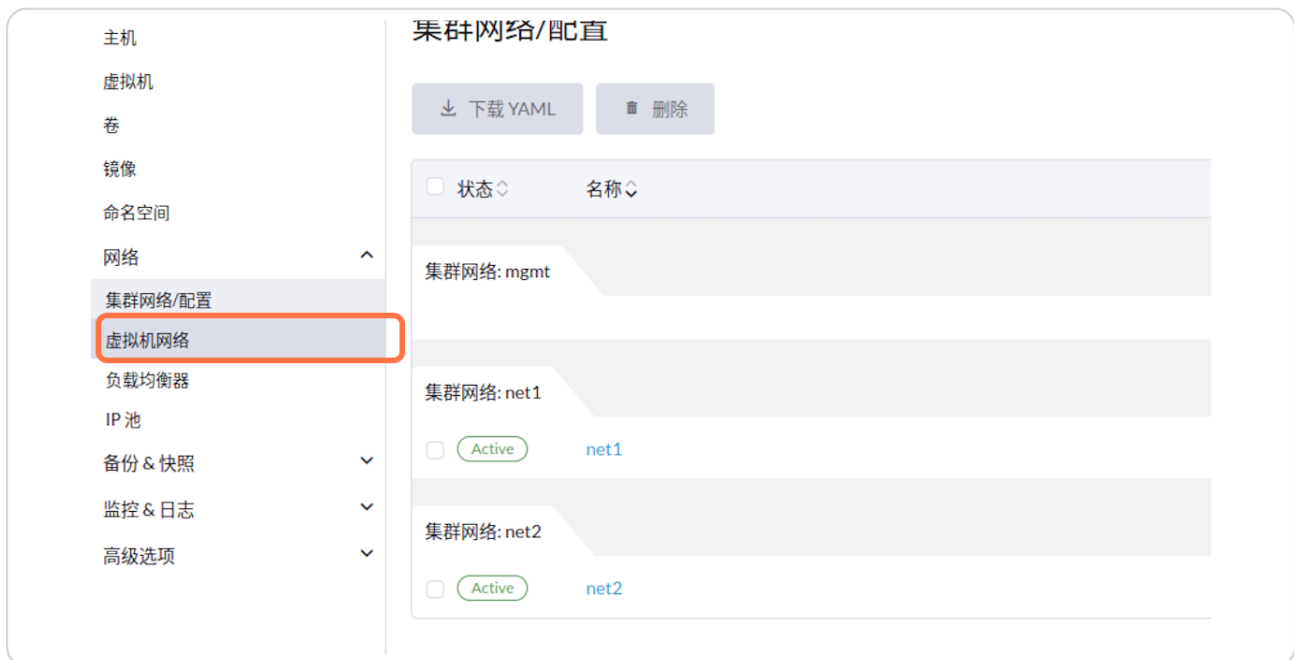 主机
虚拟机
卷
镜像
命名空间
网络
集群网络/配置
虚拟机网络
负载均衡器
IP 池
备份 & 快照
监控 & 日志
高级选项
集群网络/配置
下载 YAML
删除
状态 名称
集群网络: mgmt
集群网络: net1
Active net1
集群网络: net2
Active net2